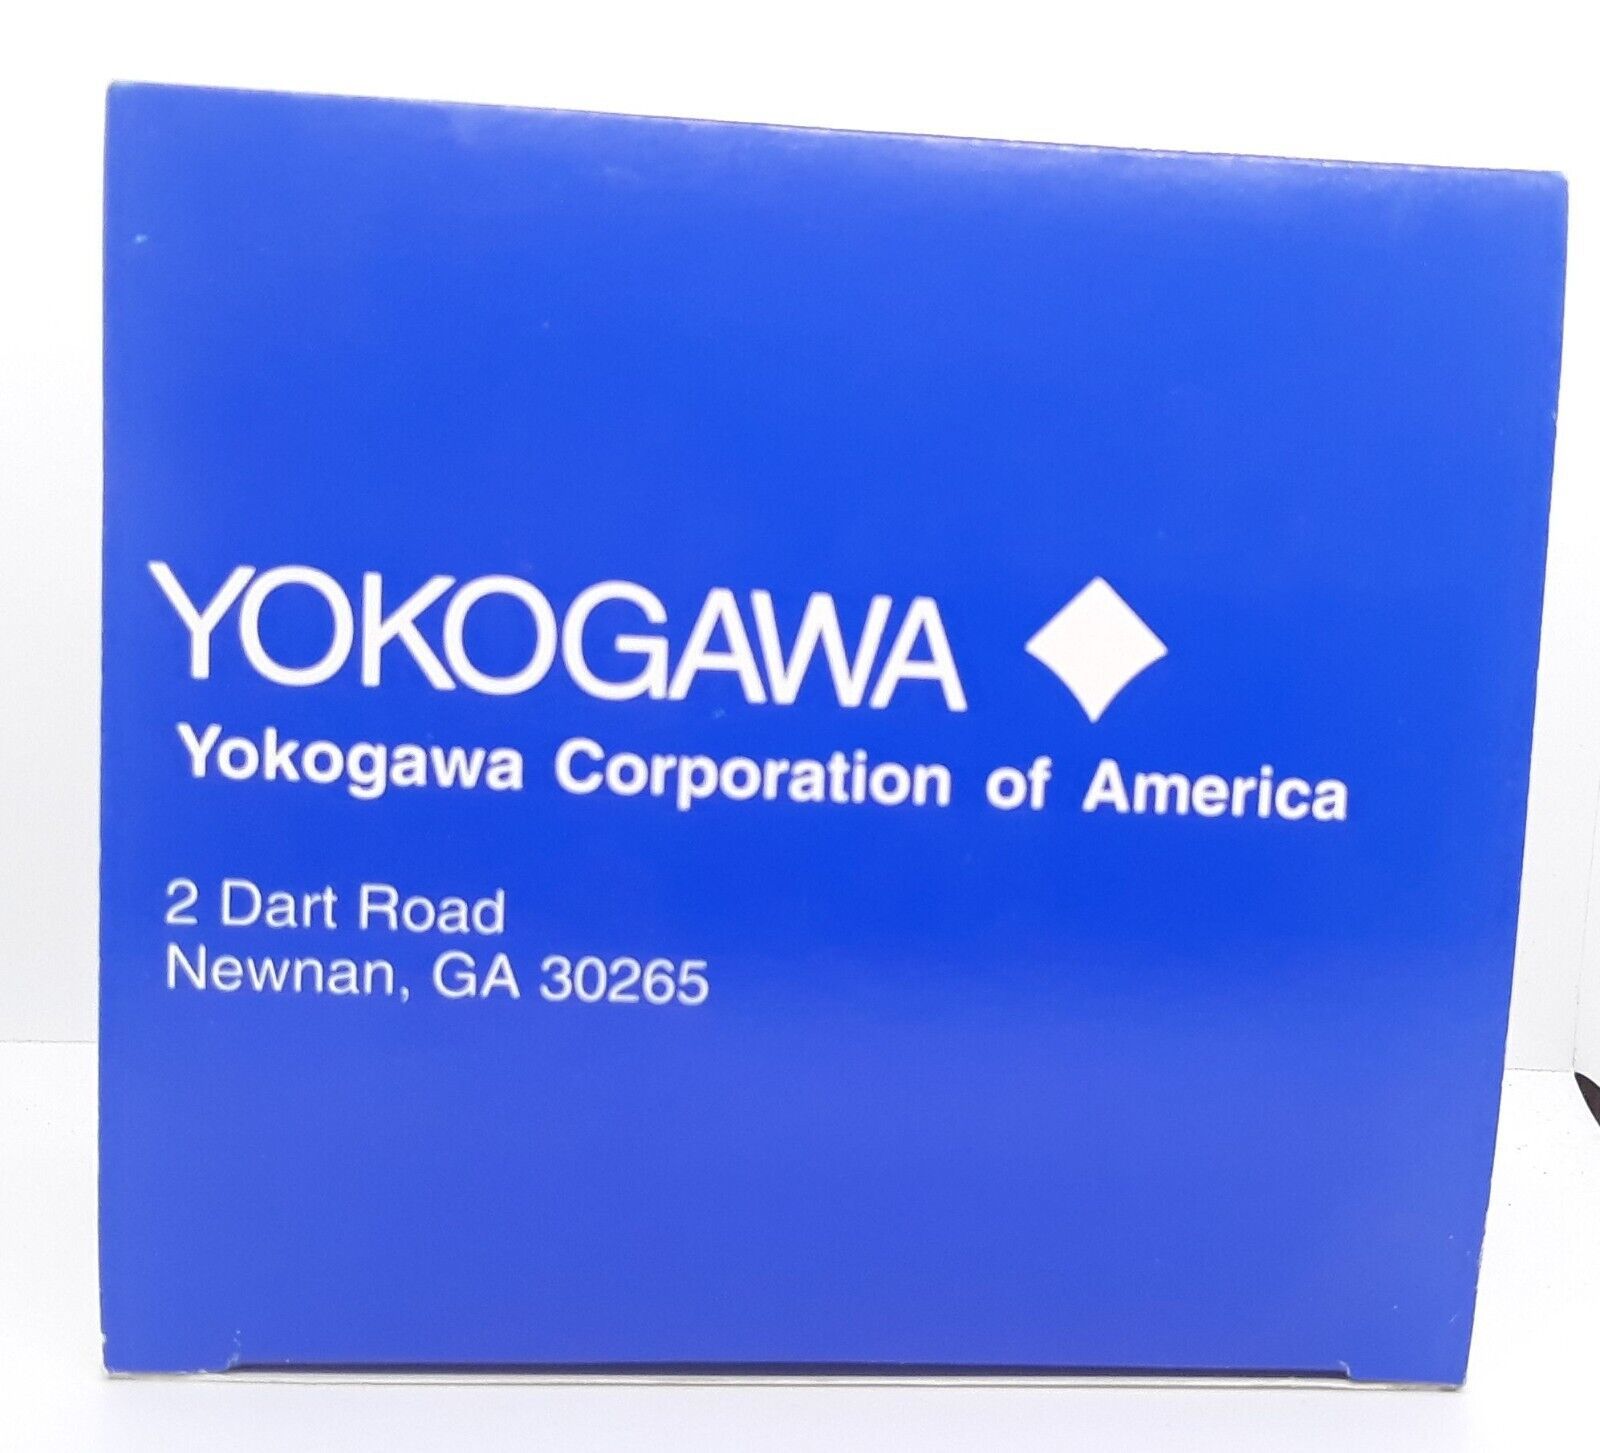 YOKOGAWA
Yokogawa Corporation of America
2 Dart Road
Newnan, GA 30265